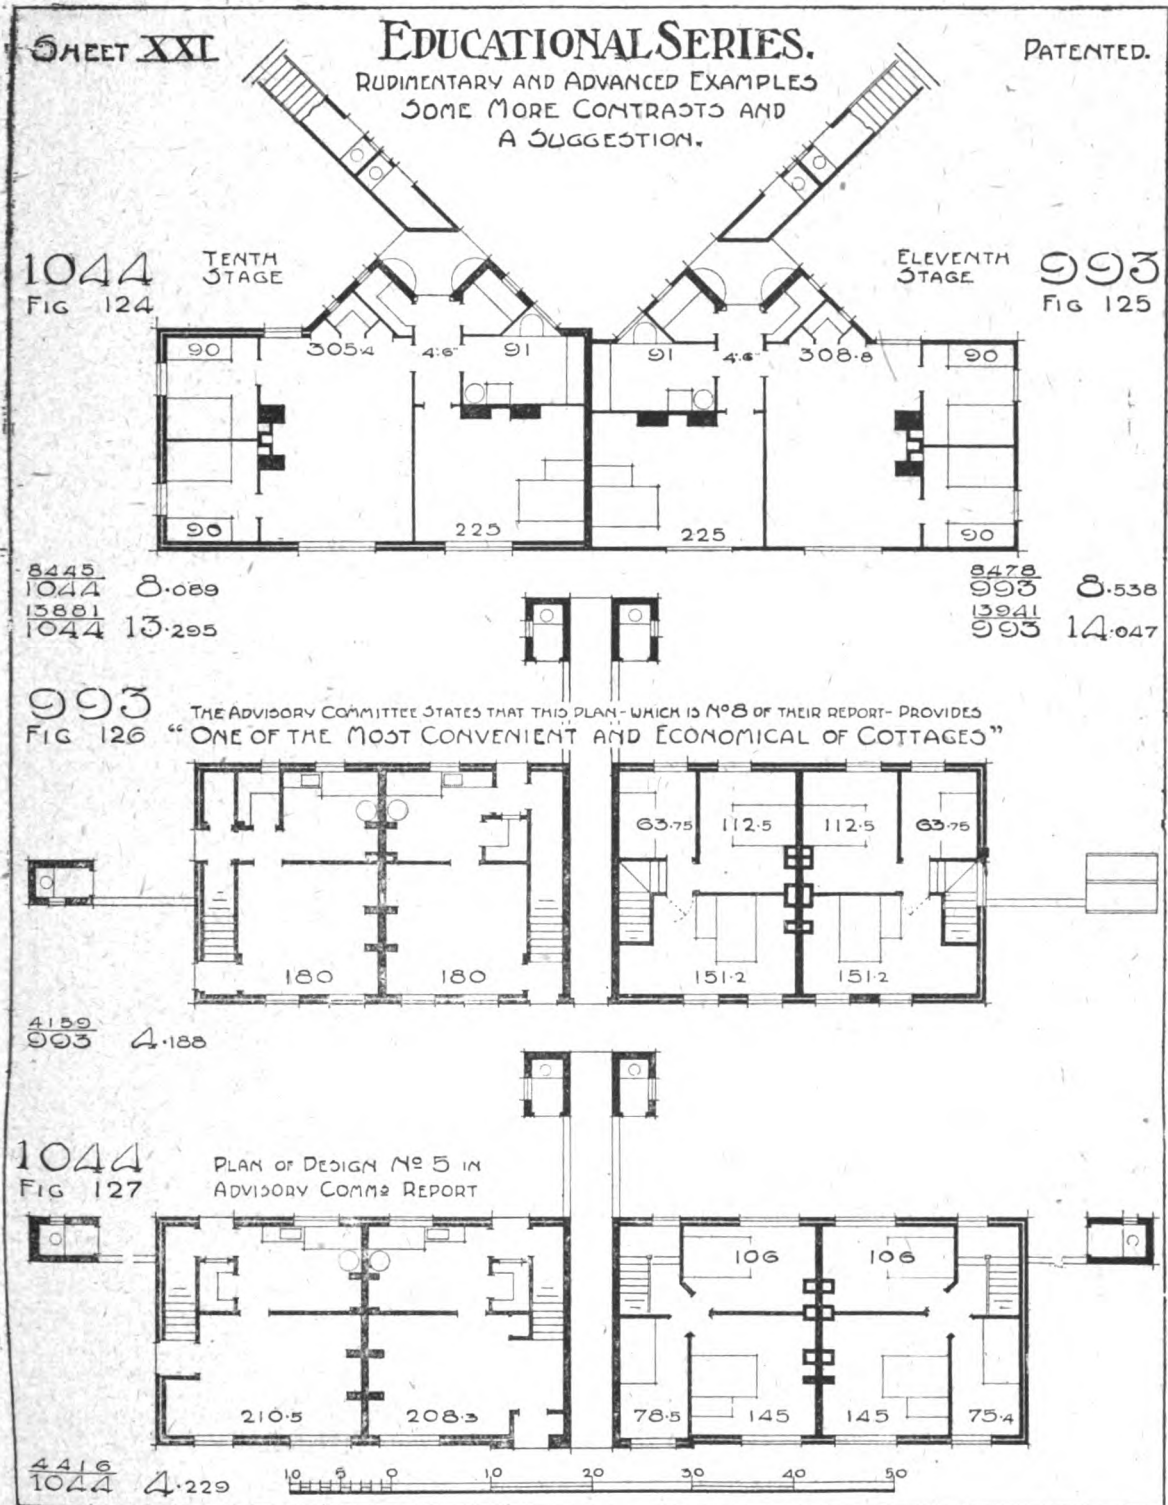 SHEET XXI
EDUCATIONAL SERIES.
PATENTED.
RUDIMENTARY AND ADVANCED EXAMPLES
SOME MORE CONTRASTS AND
A SUGGESTION.
1044
FIG 124
TENTH
STAGE
ELEVENTH
STAGE
993
FIG 125
90
305.4
4'.6"
91
91
4'.6"
308.8
90
90
225
225
90
8445
1044 8.089
13881
1044 13.295
8478
993 8.538
13941
993 14.047
993
FIG 126
THE ADVISORY COMMITTEE STATES THAT THIS PLAN - WHICH IS No 8 OF THEIR REPORT - PROVIDES
"ONE OF THE MOST CONVENIENT AND ECONOMICAL OF COTTAGES"
63.75
112.5
112.5
63.75
180
180
151.2
151.2
4159
993 4.188
1044
FIG 127
PLAN OF DESIGN No 5 IN
ADVISORY COMMS REPORT
106
106
210.5
208.3
78.5
145
145
75.4
4416
1044 4.229
10 5 0 10 20 30 40 50